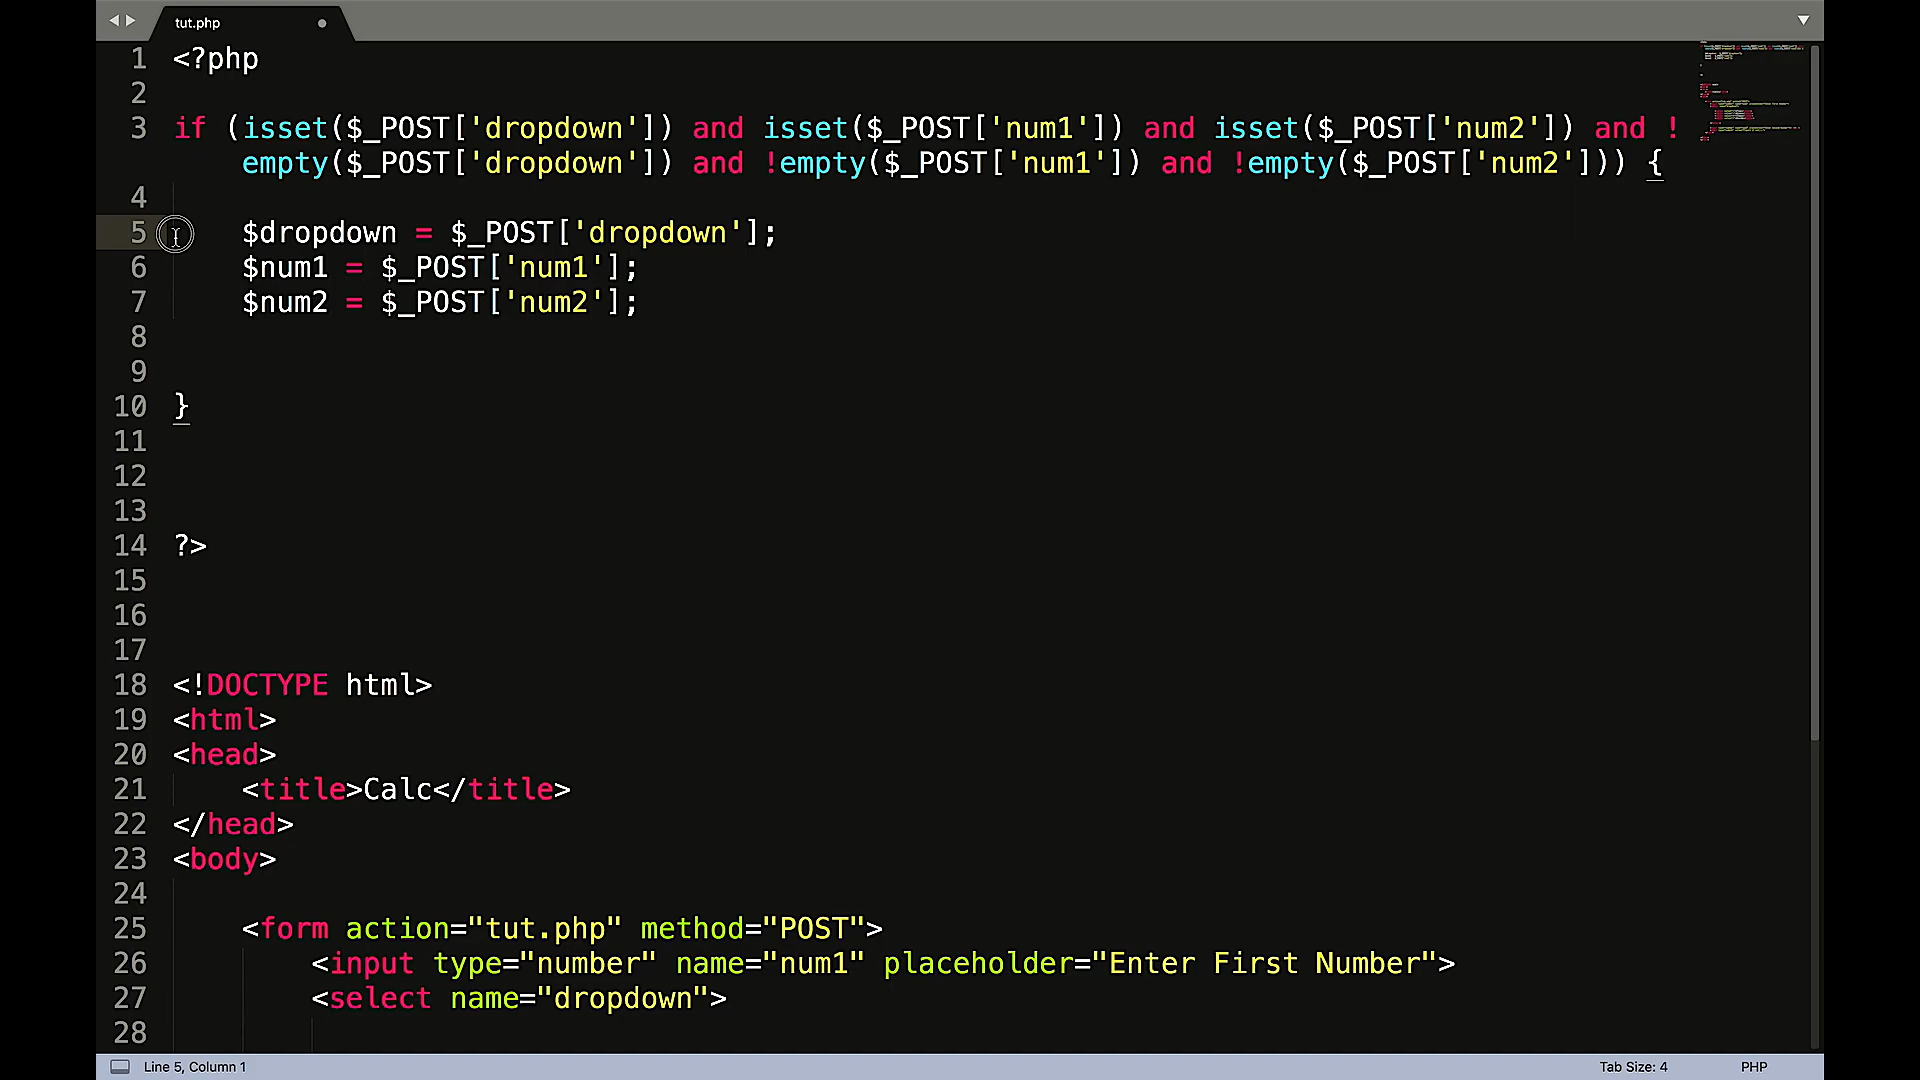 tut.php
1 <?php
2
3 if (isset($_POST['dropdown']) and isset($_POST['num1']) and isset($_POST['num2']) and !
empty($_POST['dropdown']) and !empty($_POST['num1']) and !empty($_POST['num2'])) {
4
5 $dropdown = $_POST['dropdown'];
6 $num1 = $_POST['num1'];
7 $num2 = $_POST['num2'];
8
9
10 }
11
12
13
14 ?>
15
16
17
18 <!DOCTYPE html>
19 <html>
20 <head>
21 <title>Calc</title>
22 </head>
23 <body>
24
25 <form action="tut.php" method="POST">
26 <input type="number" name="num1" placeholder="Enter First Number">
27 <select name="dropdown">
28
Line 5, Column 1 Tab Size: 4 PHP